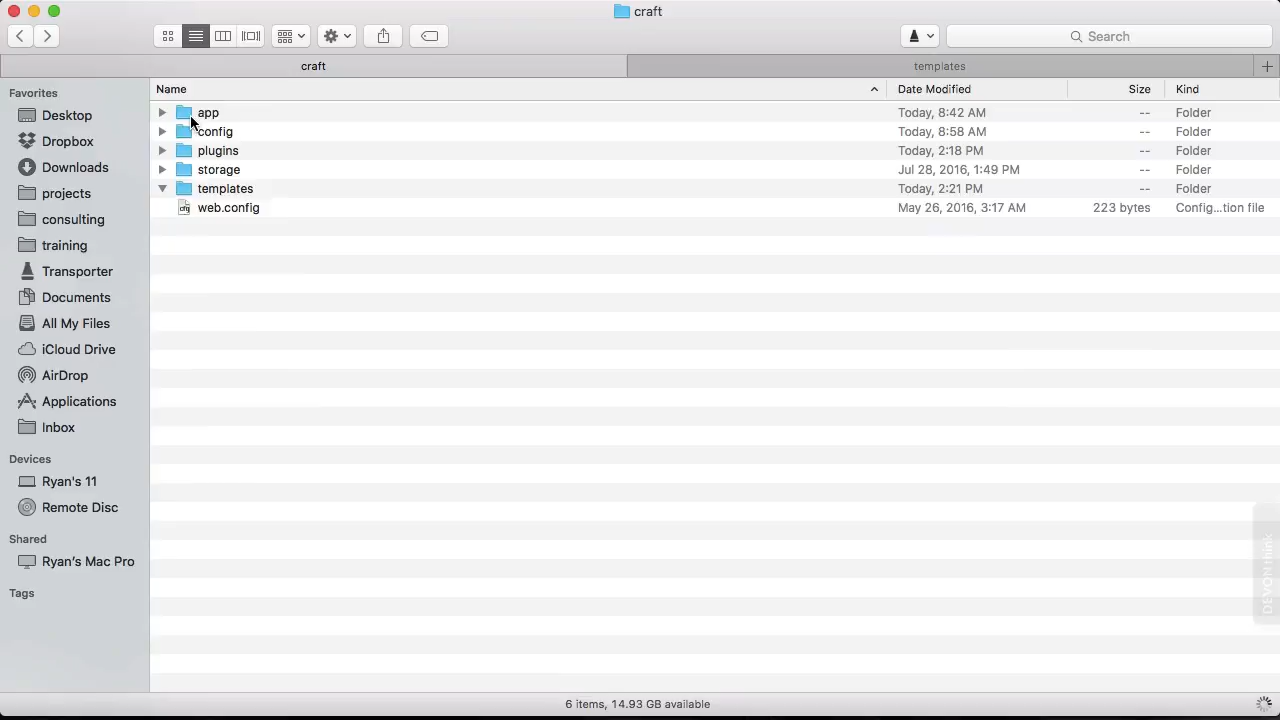 craft
Search
craft
templates
Name
Date Modified
Size
Kind
Favorites
Desktop
Dropbox
Downloads
projects
consulting
training
Transporter
Documents
All My Files
iCloud Drive
AirDrop
Applications
Inbox
Devices
Ryan's 11
Remote Disc
Shared
Ryan's Mac Pro
Tags
app Today, 8:42 AM -- Folder
config Today, 8:58 AM -- Folder
plugins Today, 2:18 PM -- Folder
storage Jul 28, 2016, 1:49 PM -- Folder
templates Today, 2:21 PM -- Folder
web.config May 26, 2016, 3:17 AM 223 bytes Config...tion file
DEVONthink
6 items, 14.93 GB available